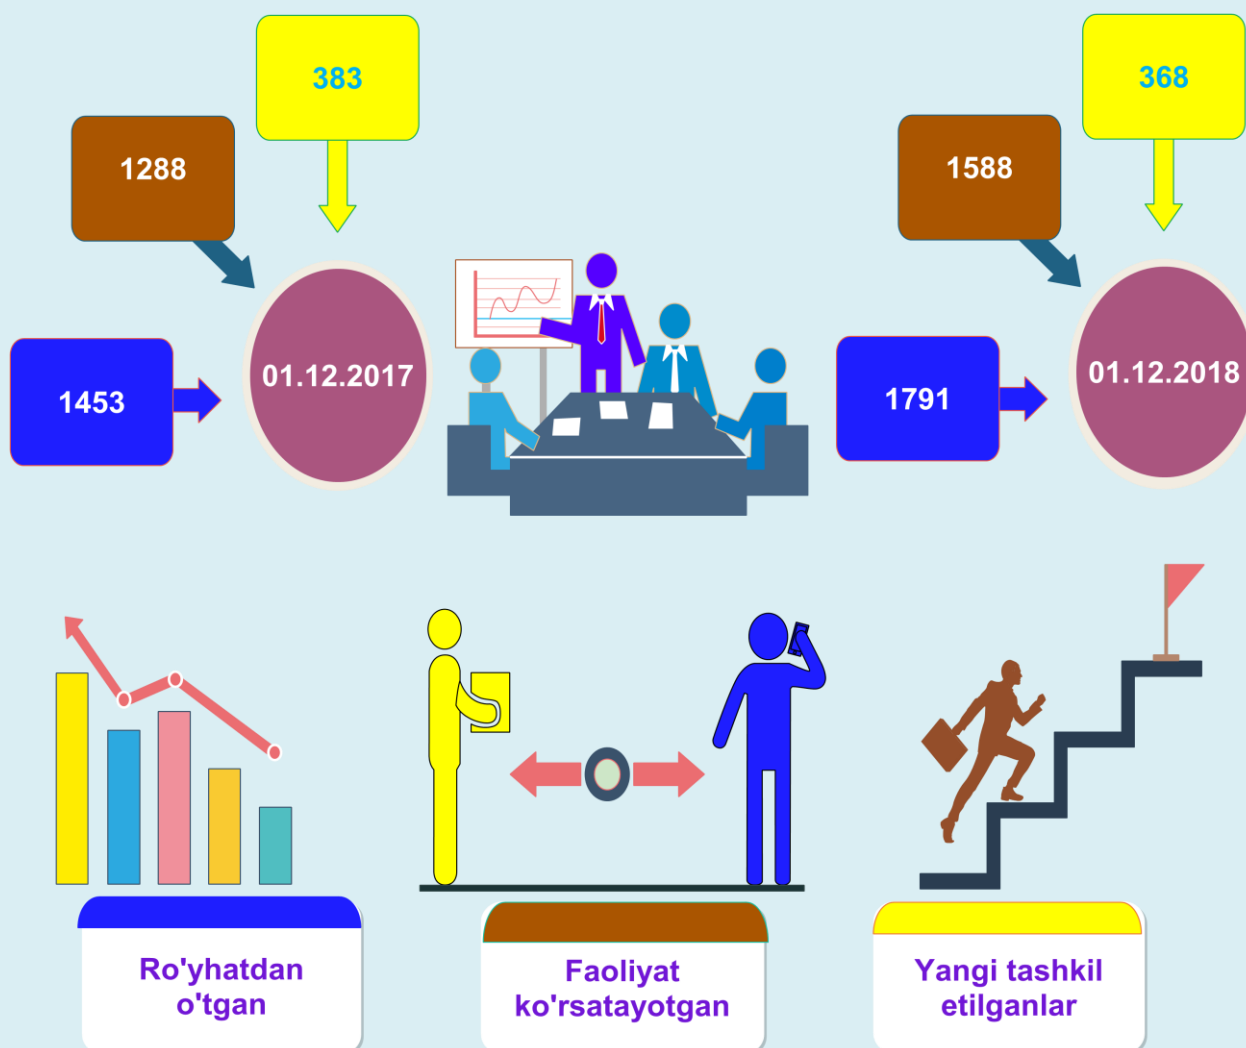 383
368
1288
1588
01.12.2017
01.12.2018
1453
1791
Ro'yhatdan
o'tgan
Faoliyat
ko'rsatayotgan
Yangi tashkil
etilganlar